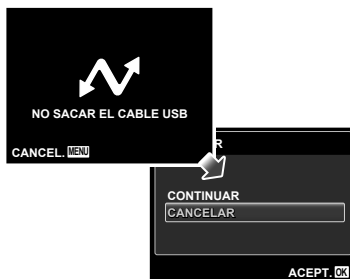 NO SACAR EL CABLE USB
CANCEL. MENU
R
CONTINUAR
CANCELAR
ACEPT. OK